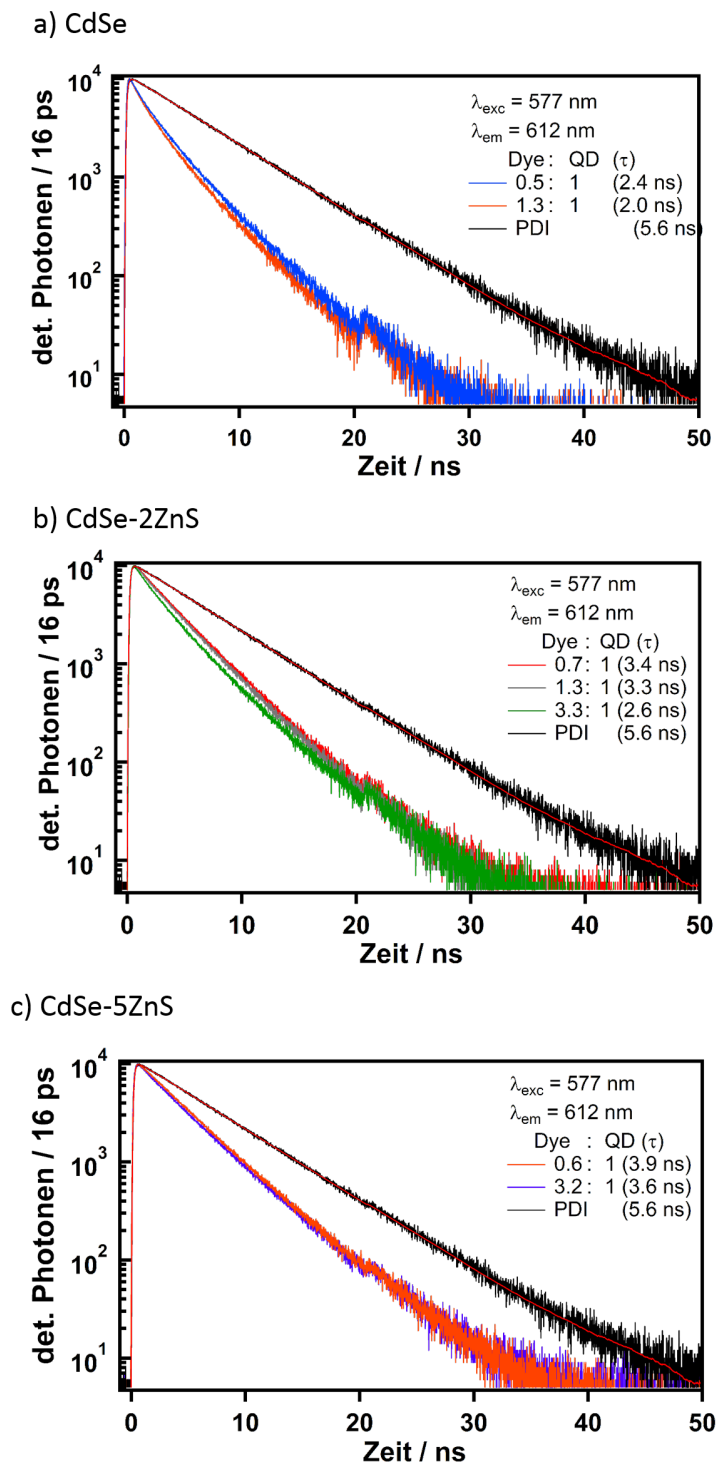 a) CdSe
10⁴
10³
10²
10¹
det. Photonen / 16 ps
λexc = 577 nm
λem = 612 nm
Dye : QD (τ)
0.5 : 1 (2.4 ns)
1.3 : 1 (2.0 ns)
PDI (5.6 ns)
0 10 20 30 40 50
Zeit / ns
b) CdSe-2ZnS
10⁴
10³
10²
10¹
det. Photonen / 16 ps
λexc = 577 nm
λem = 612 nm
Dye : QD (τ)
0.7 : 1 (3.4 ns)
1.3 : 1 (3.3 ns)
3.3 : 1 (2.6 ns)
PDI (5.6 ns)
0 10 20 30 40 50
Zeit / ns
c) CdSe-5ZnS
10⁴
10³
10²
10¹
det. Photonen / 16 ps
λexc = 577 nm
λem = 612 nm
Dye : QD (τ)
0.6 : 1 (3.9 ns)
3.2 : 1 (3.6 ns)
PDI (5.6 ns)
0 10 20 30 40 50
Zeit / ns